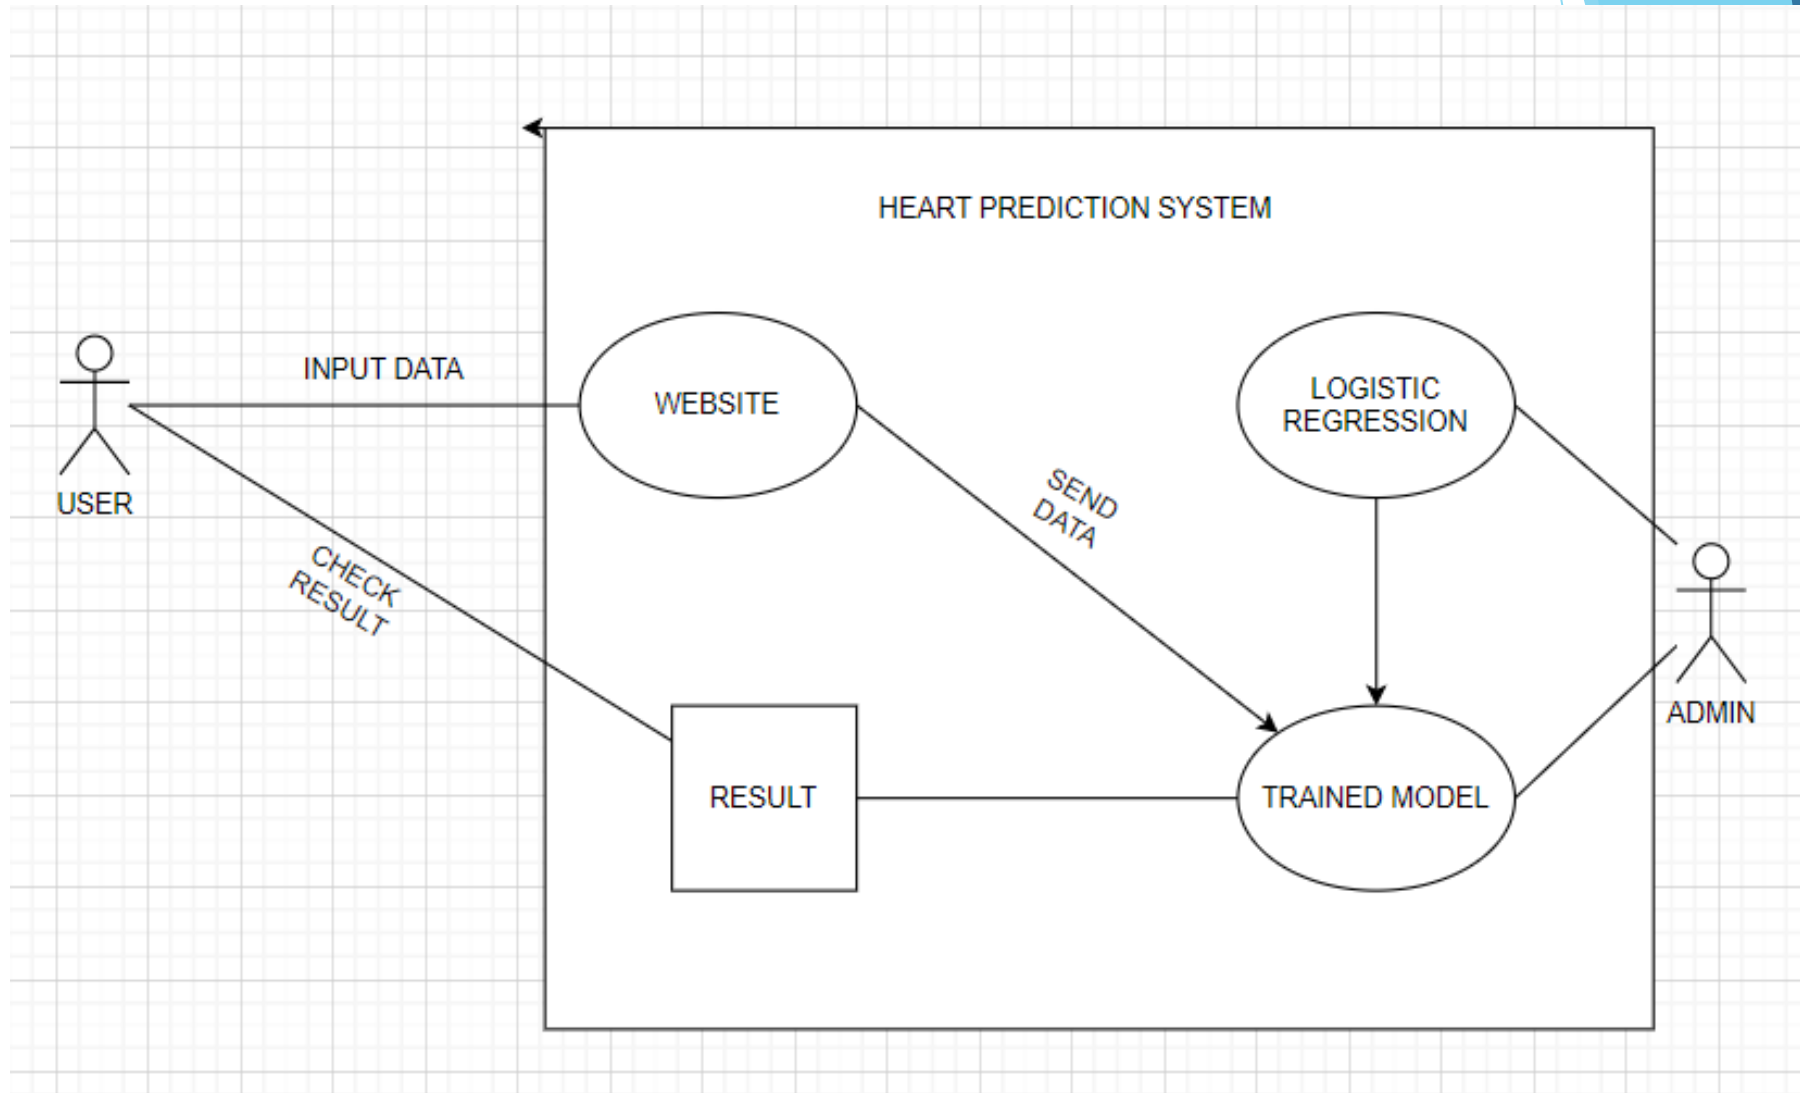 HEART PREDICTION SYSTEM
INPUT DATA
WEBSITE
LOGISTIC
REGRESSION
USER
SEND
DATA
CHECK
RESULT
ADMIN
RESULT
TRAINED MODEL